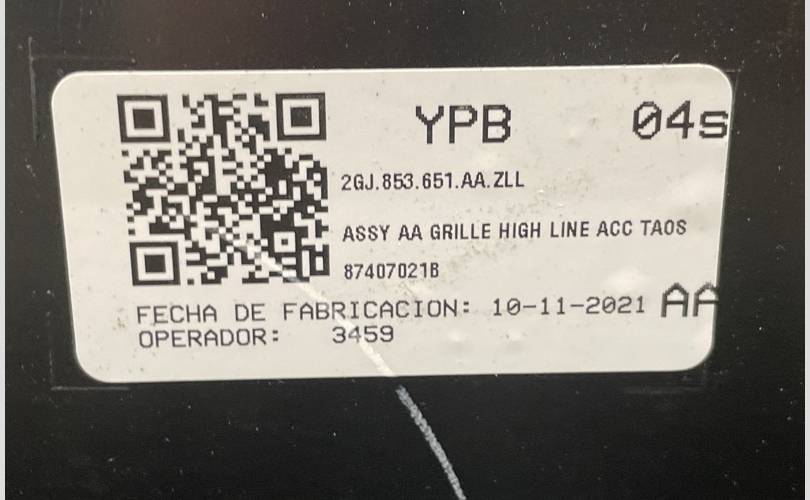 YPB 04s
2GJ.853.651.AA.ZLL
ASSY AA GRILLE HIGH LINE ACC TAOS
87407021B
FECHA DE FABRICACION: 10-11-2021 AA
OPERADOR: 3459